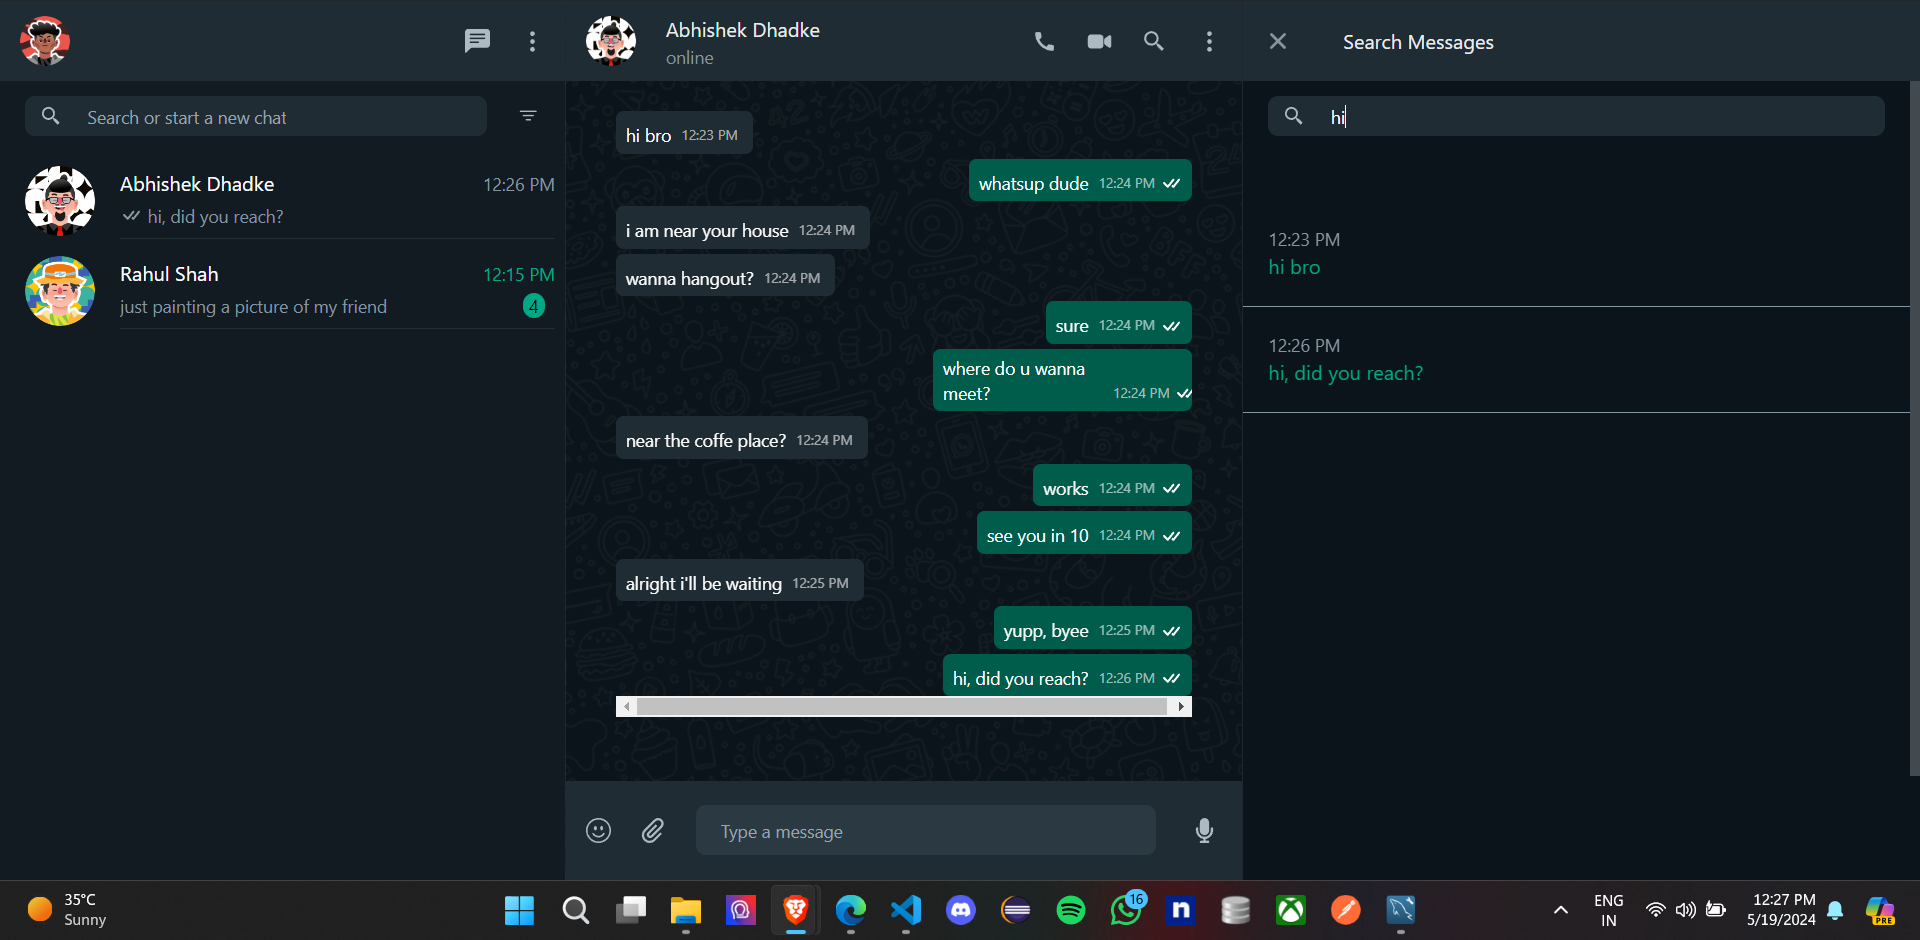 Abhishek Dhadke
online
Search Messages
Search or start a new chat
hi
Abhishek Dhadke 12:26 PM
hi, did you reach?
Rahul Shah 12:15 PM
just painting a picture of my friend 4
hi bro 12:23 PM
whatsup dude 12:24 PM
i am near your house 12:24 PM
wanna hangout? 12:24 PM
sure 12:24 PM
where do u wanna
meet? 12:24 PM
near the coffe place? 12:24 PM
works 12:24 PM
see you in 10 12:24 PM
alright i'll be waiting 12:25 PM
yupp, byee 12:25 PM
hi, did you reach? 12:26 PM
Type a message
12:23 PM
hi bro
12:26 PM
hi, did you reach?
35°C
Sunny
16
n
ENG
IN
12:27 PM
5/19/2024
PRE